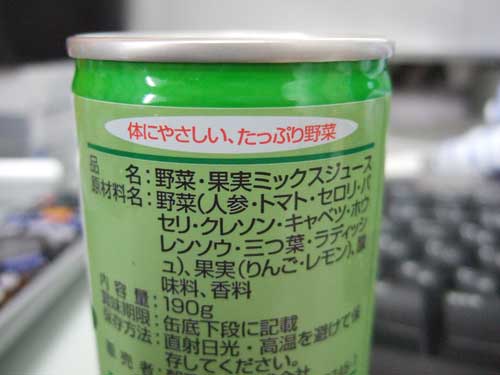 体にやさしい、たっぷり野菜
品名:野菜・果実ミックスジュース
原材料名:野菜(人参・トマト・セロリ・パ
セリ・クレソン・キャベツ・ホウ
レンソウ・三つ葉・ラディッシ
ュ)、果実(りんご・レモン)、酸
味料、香料
内容量:190g
賞味期限:缶底下段に記載
保存方法:直射日光・高温を避けて保
存してください。
販売者: